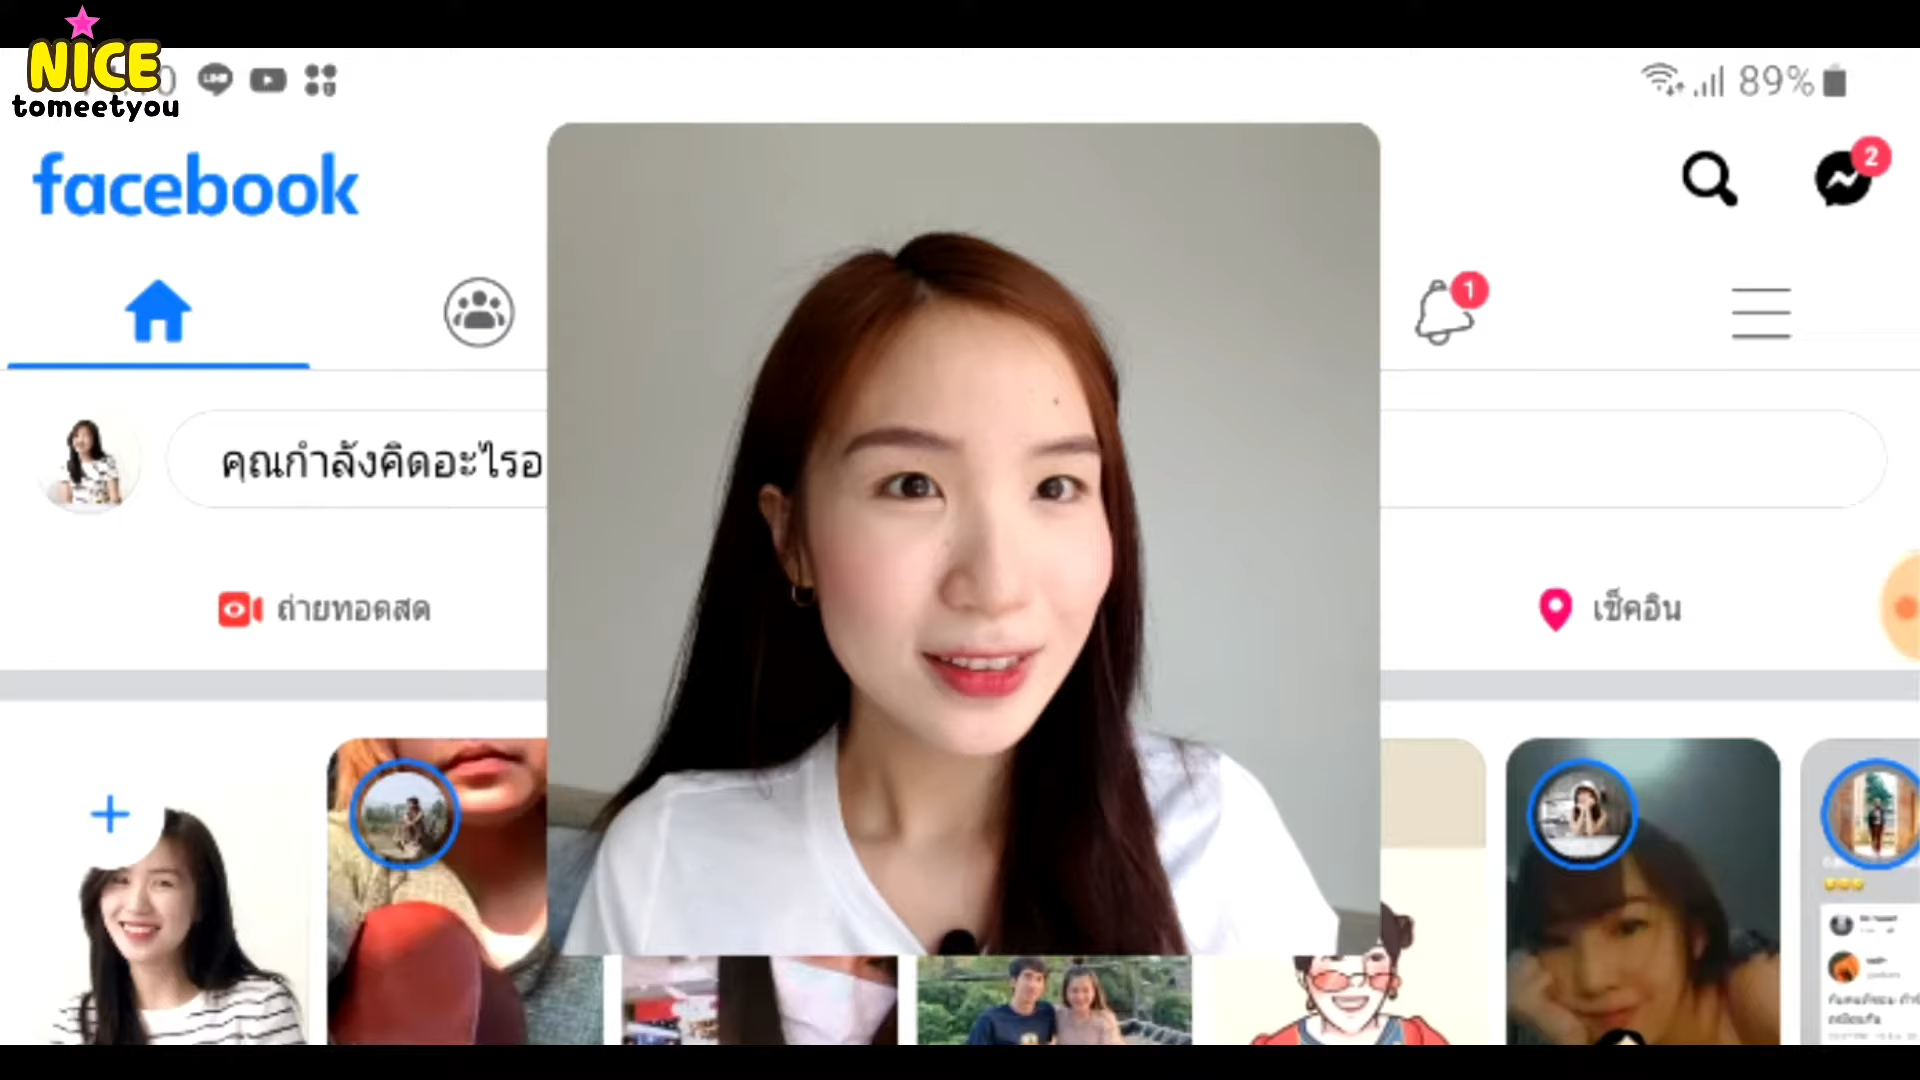 NICE
tomeetyou
89%
facebook
2
1
คุณกำลังคิดอะไรอ
ถ่ายทอดสด
เช็คอิน